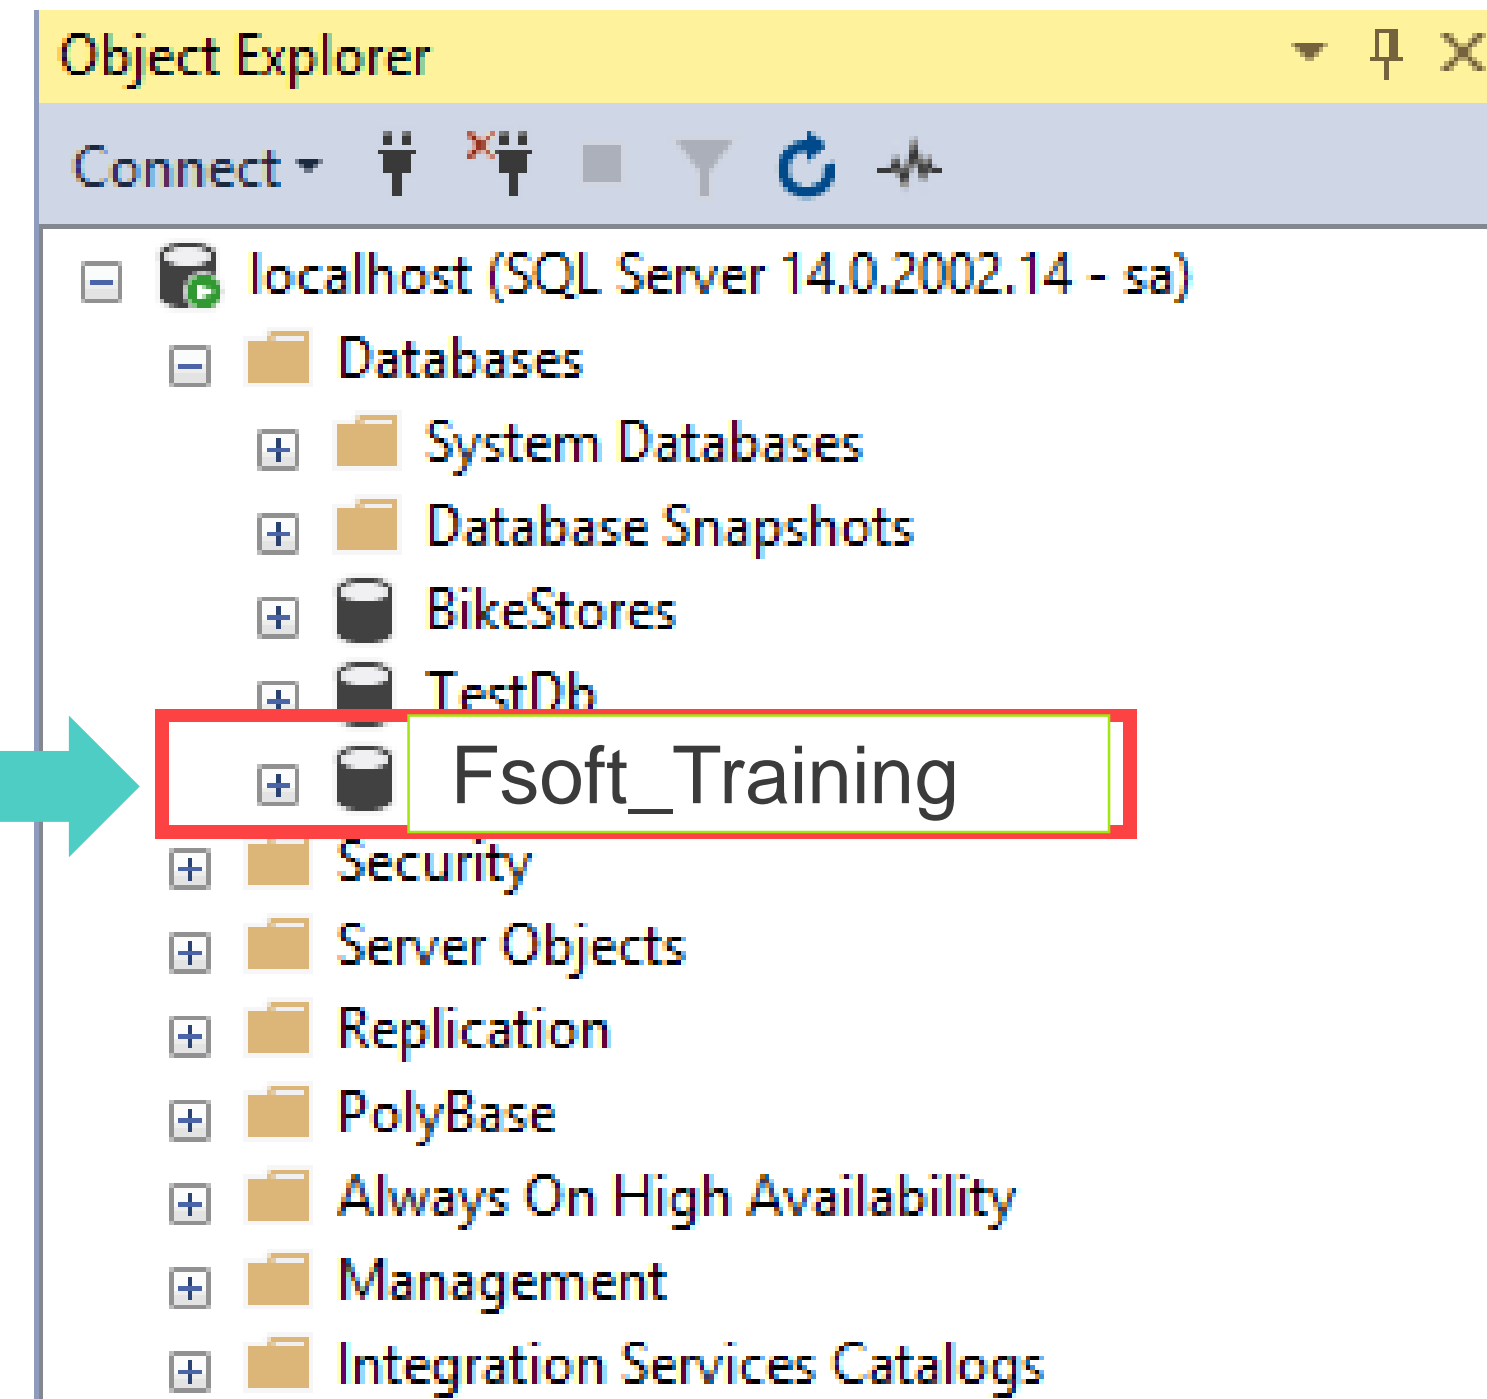 Object Explorer
Connect
localhost (SQL Server 14.0.2002.14 - sa)
Databases
System Databases
Database Snapshots
BikeStores
TestDb
Fsoft_Training
Security
Server Objects
Replication
PolyBase
Always On High Availability
Management
Integration Services Catalogs